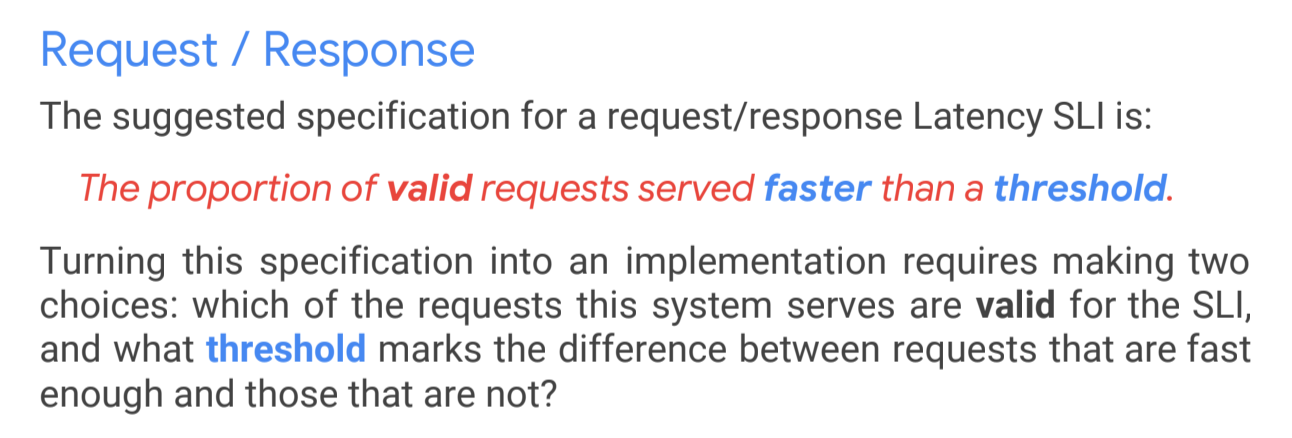 Request / Response
The suggested specification for a request/response Latency SLI is:
The proportion of valid requests served faster than a threshold.
Turning this specification into an implementation requires making two
choices: which of the requests this system serves are valid for the SLI,
and what threshold marks the difference between requests that are fast
enough and those that are not?